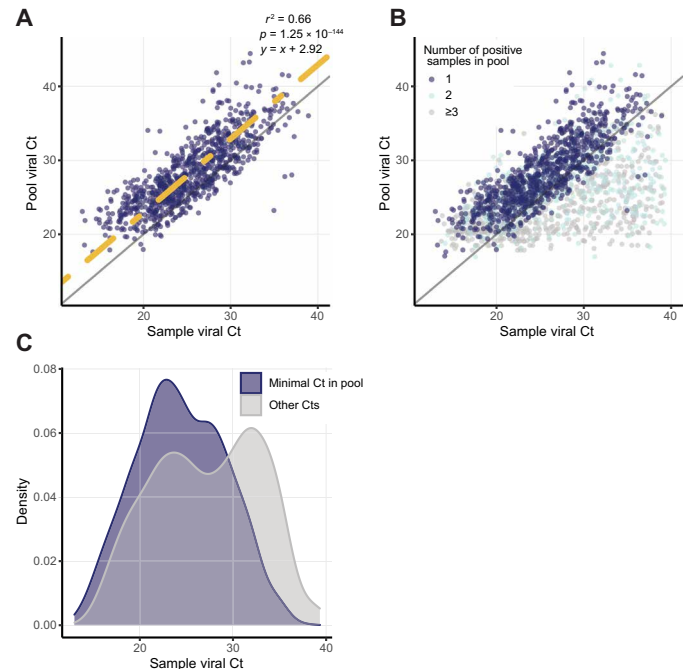 A
r² = 0.66
p = 1.25 × 10⁻¹⁴⁴
y = x + 2.92
40
30
20
Pool viral Ct
20 30 40
Sample viral Ct
B
Number of positive
samples in pool
1
2
≥3
40
30
20
Pool viral Ct
20 30 40
Sample viral Ct
C
Minimal Ct in pool
Other Cts
0.08
0.06
0.04
0.02
0.00
Density
20 30 40
Sample viral Ct